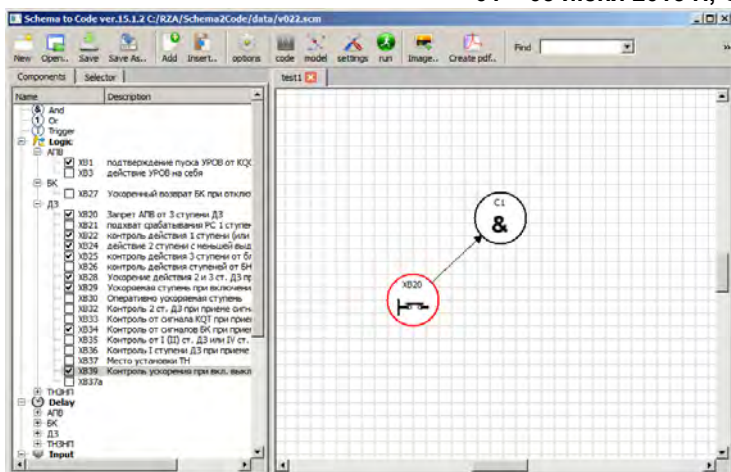 Schema to Code ver.15.1.2 C:/RZA/Schema2Code/data/v022.scm
New Open.. Save Save As.. Add Insert.. options code model settings run Image.. Create pdf.. Find
Components Selector test1
Name Description
And
Or
Trigger
Logic
АПВ
XB1 подтверждение пуска УРОВ от KQC
XB3 действие УРОВ на себя
БК
XB27 Ускоренный возврат БК при отключ
ДЗ
XB20 Запрет АПВ от 3 ступени ДЗ
XB21 подхват срабатывания РС 1 ступен
XB22 контроль действия 1 ступени (или
XB24 действие 2 ступени с меньшей выд
XB25 контроль действия 3 ступени от бл
XB26 контроль действия ступеней от БН
XB28 Ускорение действия 2 и 3 ст. ДЗ пр
XB29 Ускоряемая ступень при включени
XB30 Оперативно ускоряемая ступень
XB32 Контроль 2 ст. ДЗ при приеме сигн
XB33 Контроль от сигнала KQT при прие
XB34 Контроль от сигналов БК при прие
XB35 Контроль от I (II) ст. ДЗ или IV ст.
XB36 Контроль I ступени ДЗ при приеме
XB37 Место установки ТН
XB39 Контроль ускорения при вкл. выкл
XB37a
ТНЗНП
Delay
АПВ
БК
ДЗ
ТНЗНП
Input
C1
&
XB20